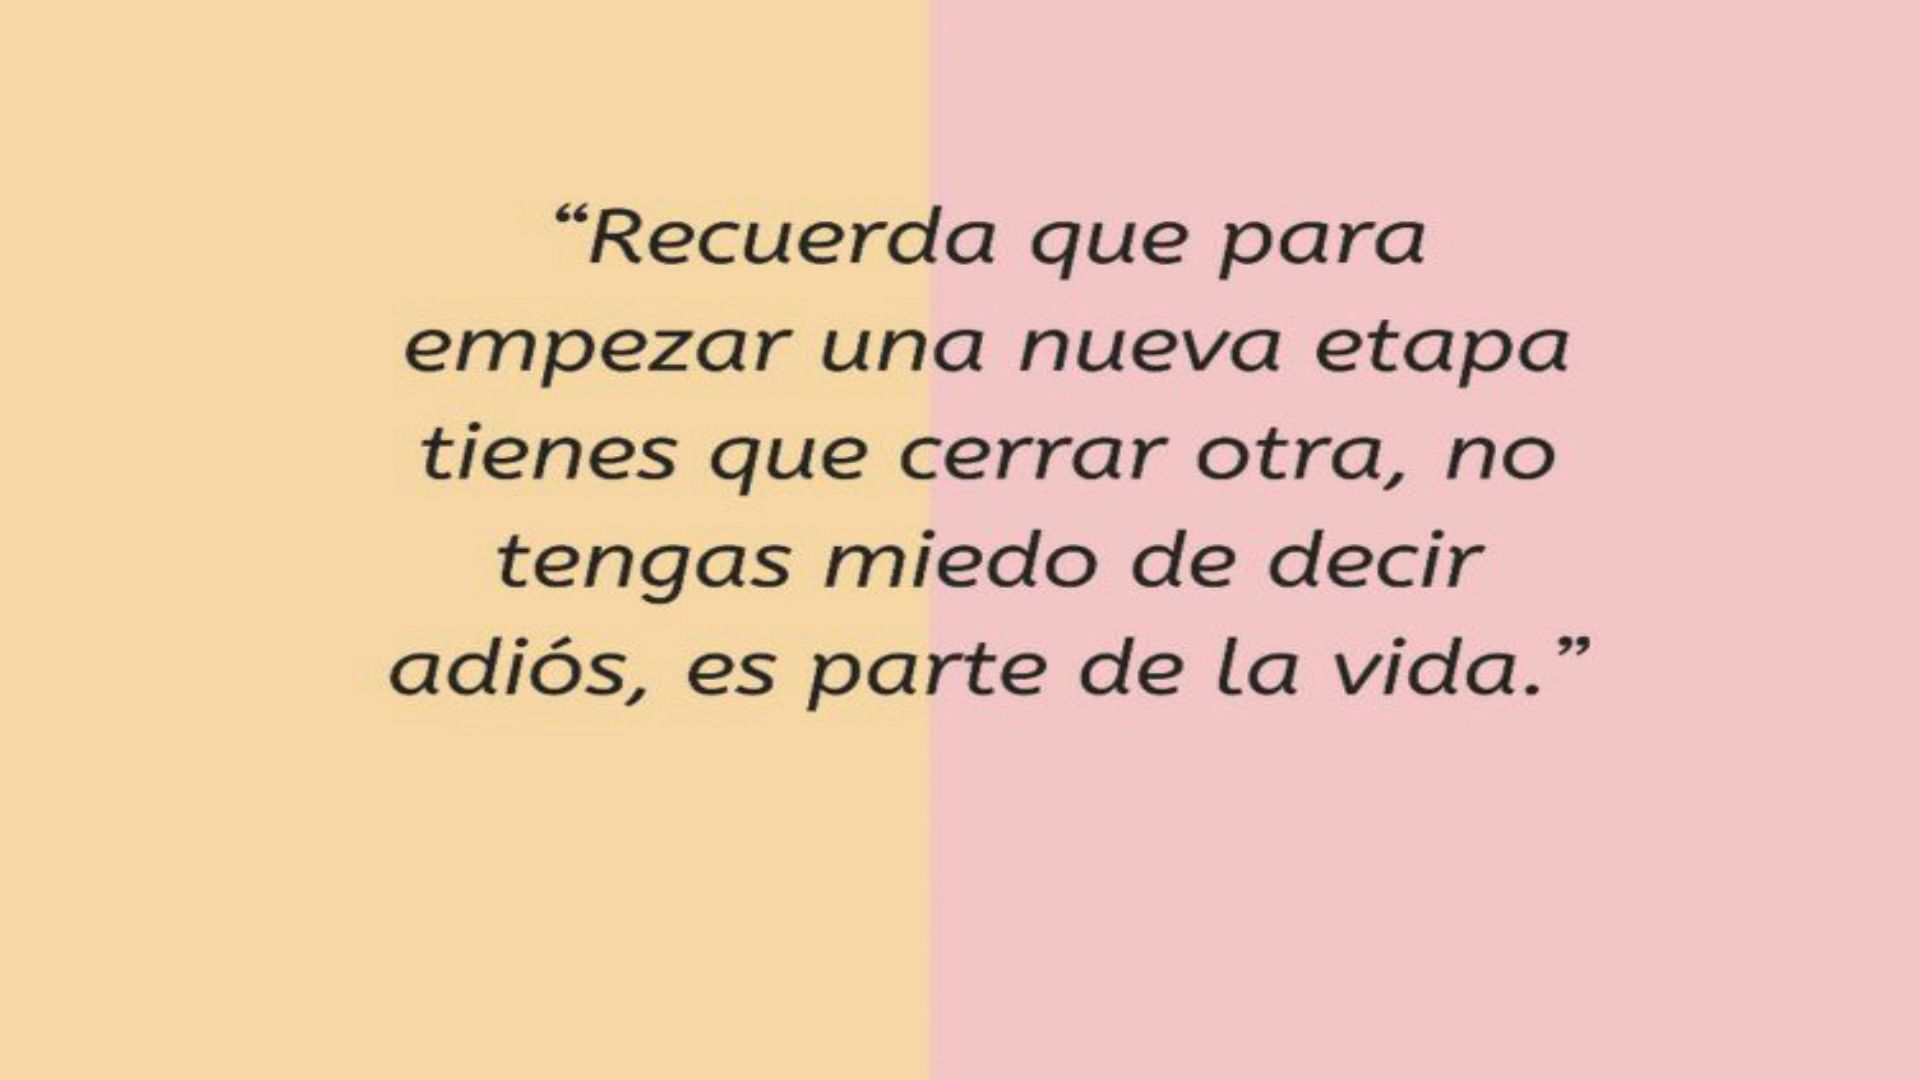 “Recuerda que para
empezar una nueva etapa
tienes que cerrar otra, no
tengas miedo de decir
adiós, es parte de la vida.”